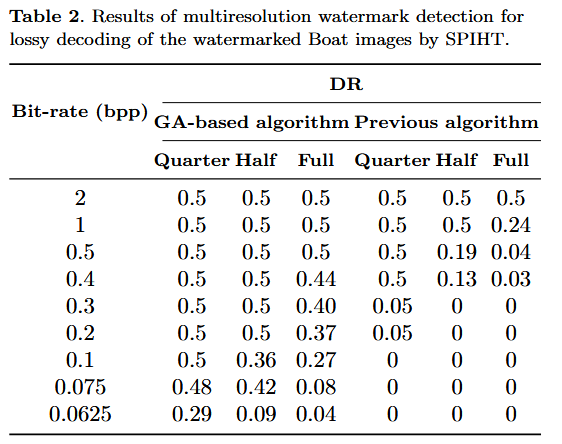 Table 2. Results of multiresolution watermark detection for
lossy decoding of the watermarked Boat images by SPIHT.
DR
Bit-rate (bpp) GA-based algorithm Previous algorithm
Quarter Half Full Quarter Half Full
2 0.5 0.5 0.5 0.5 0.5 0.5
1 0.5 0.5 0.5 0.5 0.5 0.24
0.5 0.5 0.5 0.5 0.5 0.19 0.04
0.4 0.5 0.5 0.44 0.5 0.13 0.03
0.3 0.5 0.5 0.40 0.05 0 0
0.2 0.5 0.5 0.37 0.05 0 0
0.1 0.5 0.36 0.27 0 0 0
0.075 0.48 0.42 0.08 0 0 0
0.0625 0.29 0.09 0.04 0 0 0